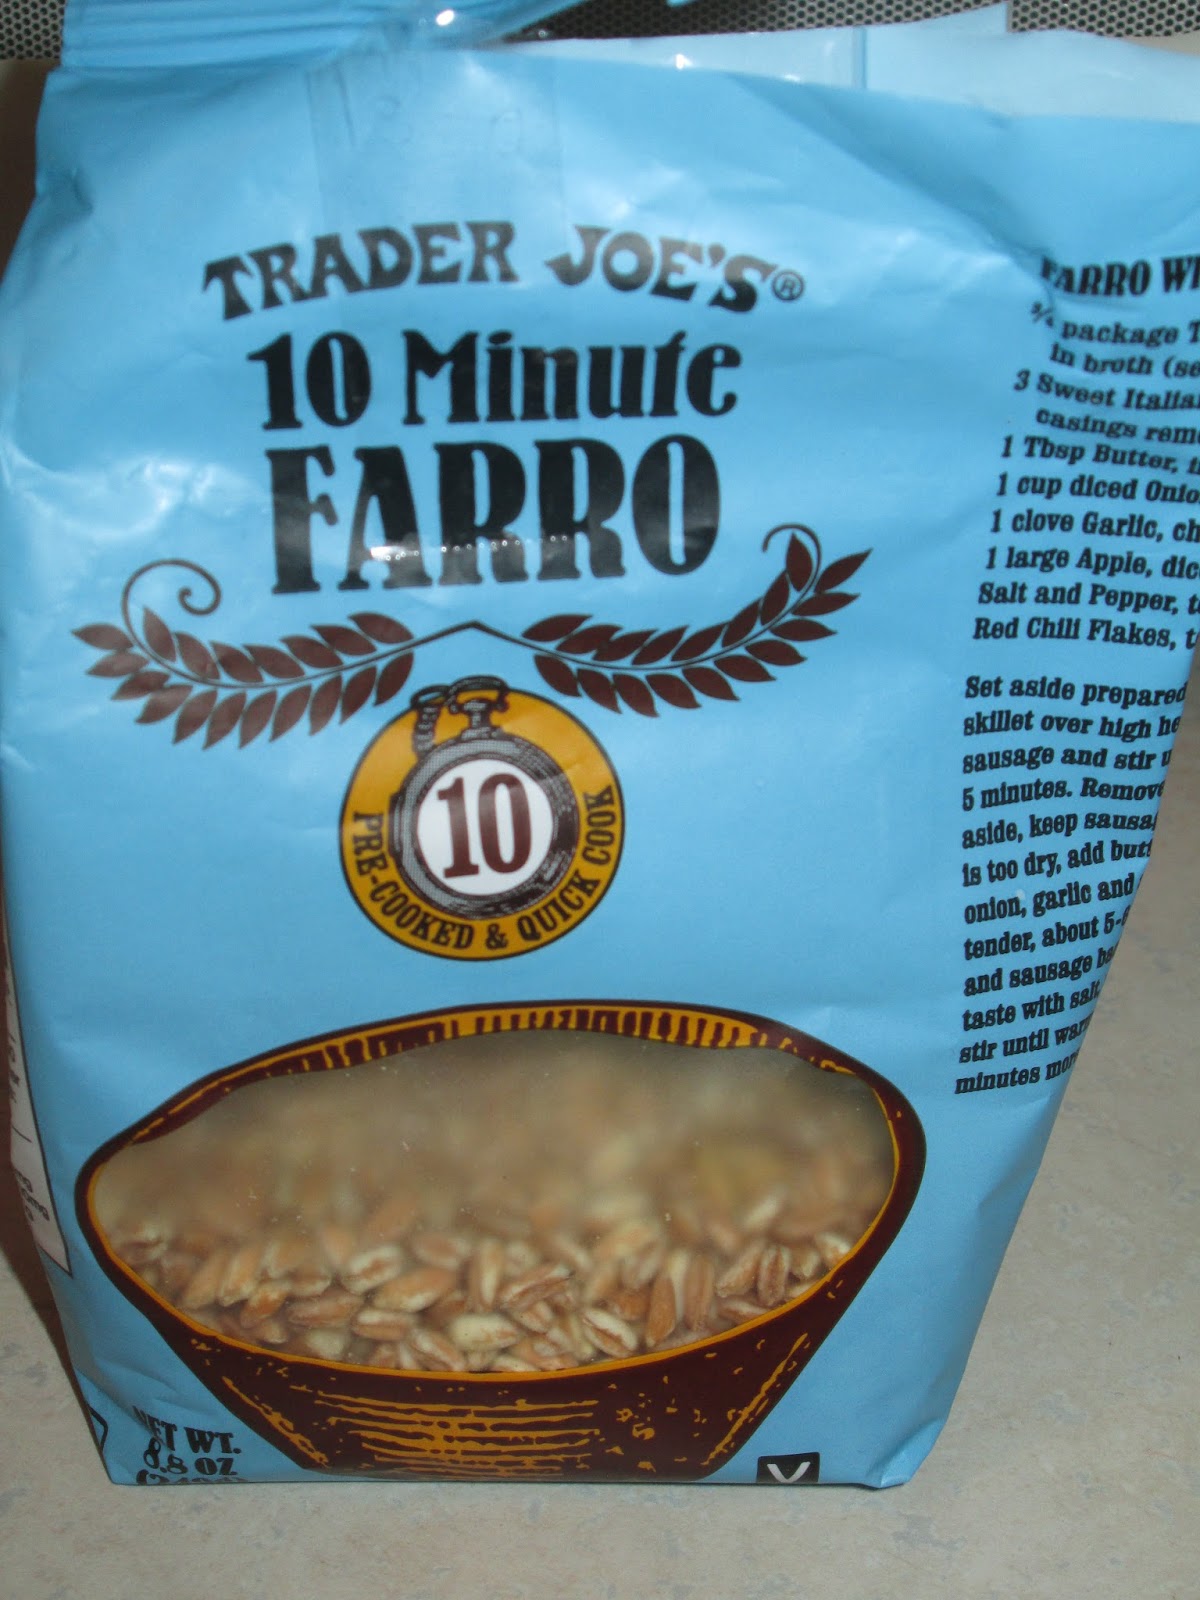 TRADER JOE'S®
10 Minute
FARRO
10
PRE-COOKED & QUICK COOK
NET WT.
8.8 OZ
V
FARRO
package
in broth
3 Sweet
casings
1 Tbsp Butter,
1 cup diced
1 clove Garlic,
1 large Apple,
Salt and Pepper,
Red Chili Flakes,
Set aside prepared
skillet over high
sausage and stir
5 minutes.
aside, keep
is too dry, add
onion, garlic and
tender, about
and sausage
taste with
stir until
minutes